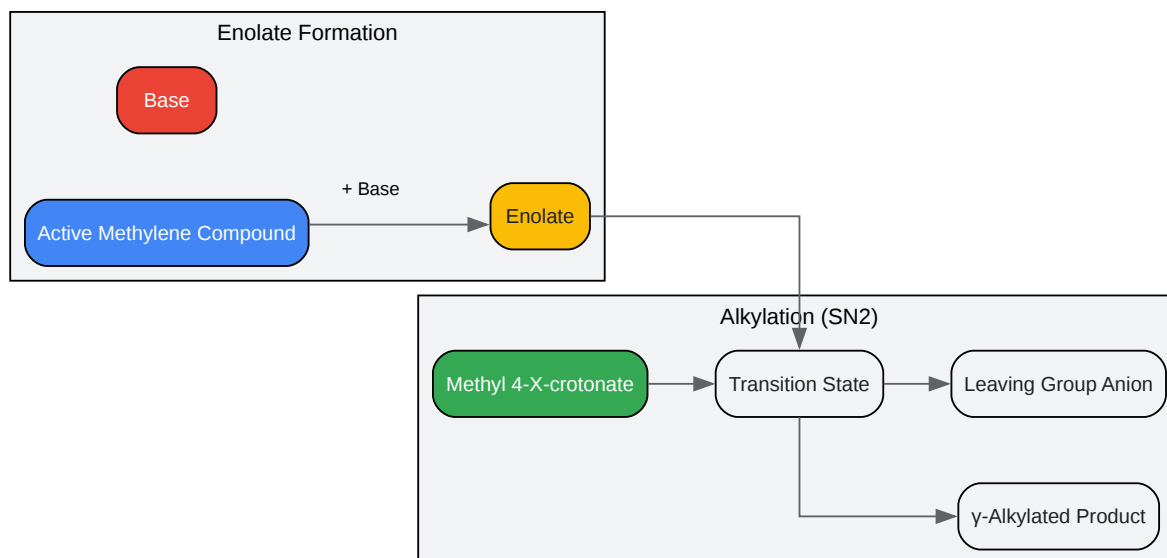 Enolate Formation
Base
+ Base
Active Methylene Compound
Enolate
Alkylation (SN2)
Methyl 4-X-crotonate
Transition State
Leaving Group Anion
γ-Alkylated Product